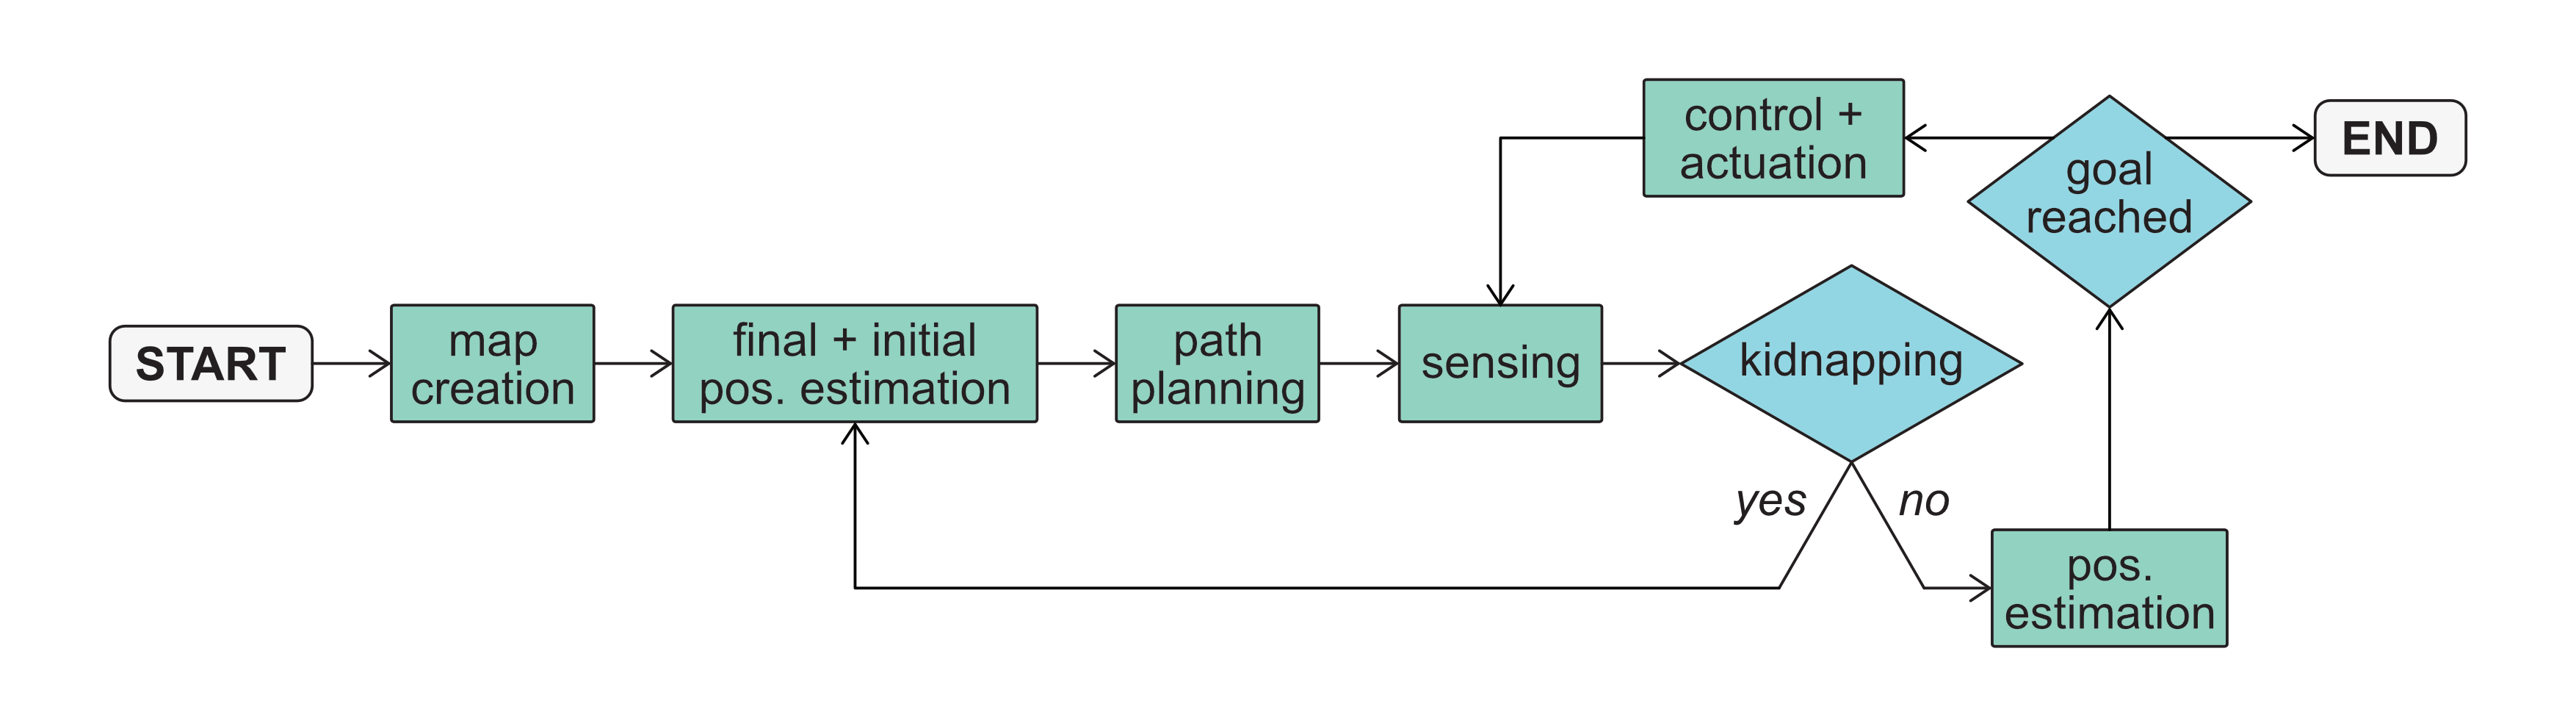 control +
actuation
goal
reached
END
START
map
creation
final + initial
pos. estimation
path
planning
sensing
kidnapping
yes
no
pos.
estimation